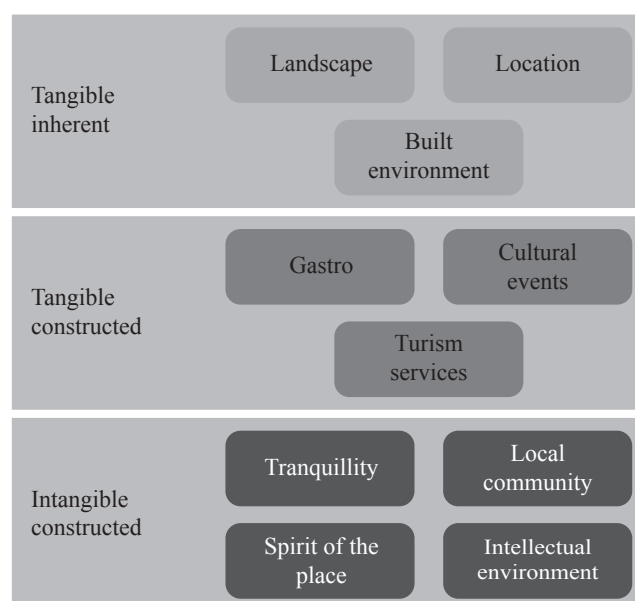 Tangible
inherent
Landscape
Location
Built
environment
Tangible
constructed
Gastro
Cultural
events
Turism
services
Intangible
constructed
Tranquillity
Local
community
Spirit of the
place
Intellectual
environment